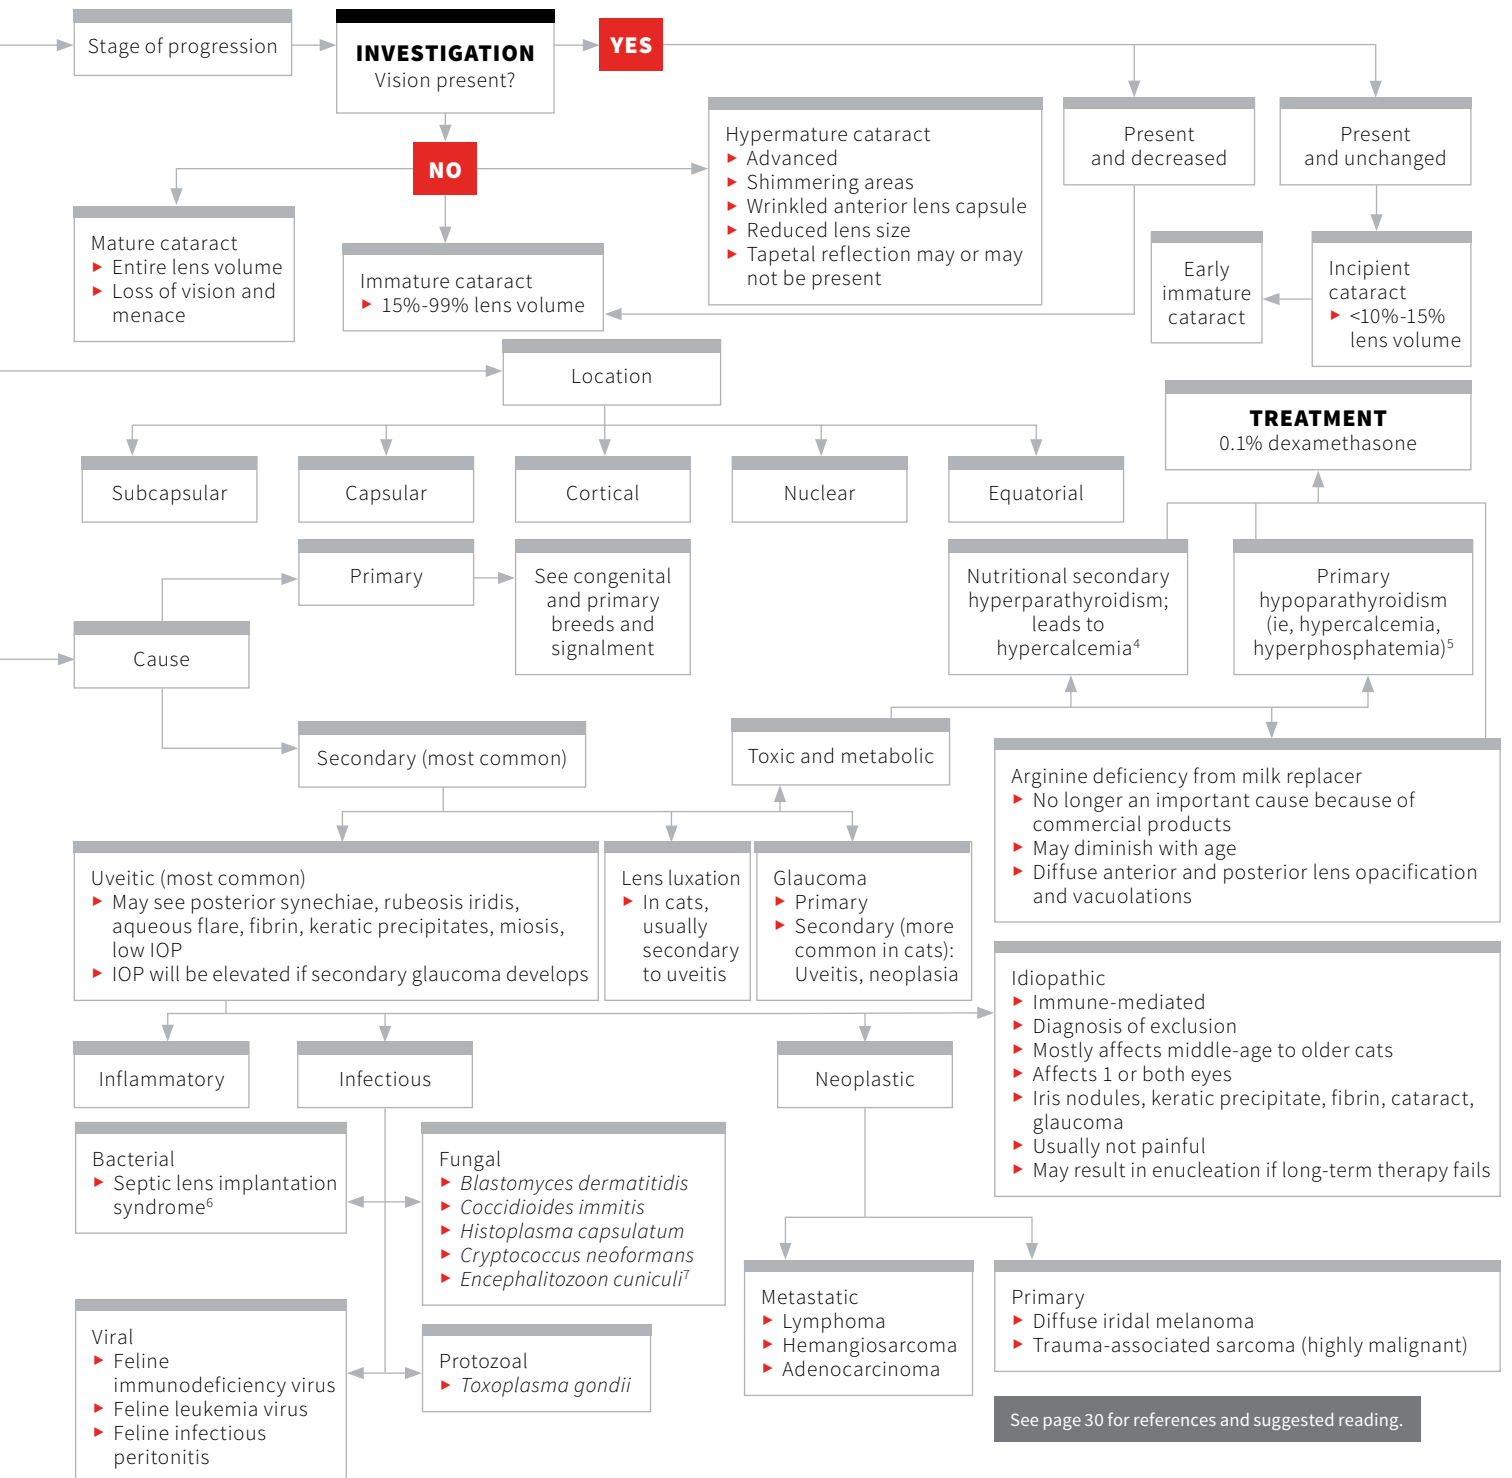 Stage of progression
INVESTIGATION
Vision present?
YES
NO
Mature cataract
▸ Entire lens volume
▸ Loss of vision and
menace
Immature cataract
▸ 15%-99% lens volume
Hypermature cataract
▸ Advanced
▸ Shimmering areas
▸ Wrinkled anterior lens capsule
▸ Reduced lens size
▸ Tapetal reflection may or may
not be present
Present
and decreased
Present
and unchanged
Early
immature
cataract
Incipient
cataract
▸ <10%-15%
lens volume
Location
Subcapsular
Capsular
Cortical
Nuclear
Equatorial
TREATMENT
0.1% dexamethasone
Primary
See congenital
and primary
breeds and
signalment
Cause
Nutritional secondary
hyperparathyroidism;
leads to
hypercalcemia⁴
Primary
hypoparathyroidism
(ie, hypercalcemia,
hyperphosphatemia)⁵
Secondary (most common)
Toxic and metabolic
Arginine deficiency from milk replacer
▸ No longer an important cause because of
commercial products
▸ May diminish with age
▸ Diffuse anterior and posterior lens opacification
and vacuolations
Uveitic (most common)
▸ May see posterior synechiae, rubeosis iridis,
aqueous flare, fibrin, keratic precipitates, miosis,
low IOP
▸ IOP will be elevated if secondary glaucoma develops
Lens luxation
▸ In cats,
usually
secondary
to uveitis
Glaucoma
▸ Primary
▸ Secondary (more
common in cats):
Uveitis, neoplasia
Idiopathic
▸ Immune-mediated
▸ Diagnosis of exclusion
▸ Mostly affects middle-age to older cats
▸ Affects 1 or both eyes
▸ Iris nodules, keratic precipitate, fibrin, cataract,
glaucoma
▸ Usually not painful
▸ May result in enucleation if long-term therapy fails
Inflammatory
Infectious
Neoplastic
Bacterial
▸ Septic lens implantation
syndrome⁶
Fungal
▸ Blastomyces dermatitidis
▸ Coccidioides immitis
▸ Histoplasma capsulatum
▸ Cryptococcus neoformans
▸ Encephalitozoon cuniculi⁷
Viral
▸ Feline
immunodeficiency virus
▸ Feline leukemia virus
▸ Feline infectious
peritonitis
Protozoal
▸ Toxoplasma gondii
Metastatic
▸ Lymphoma
▸ Hemangiosarcoma
▸ Adenocarcinoma
Primary
▸ Diffuse iridal melanoma
▸ Trauma-associated sarcoma (highly malignant)
See page 30 for references and suggested reading.